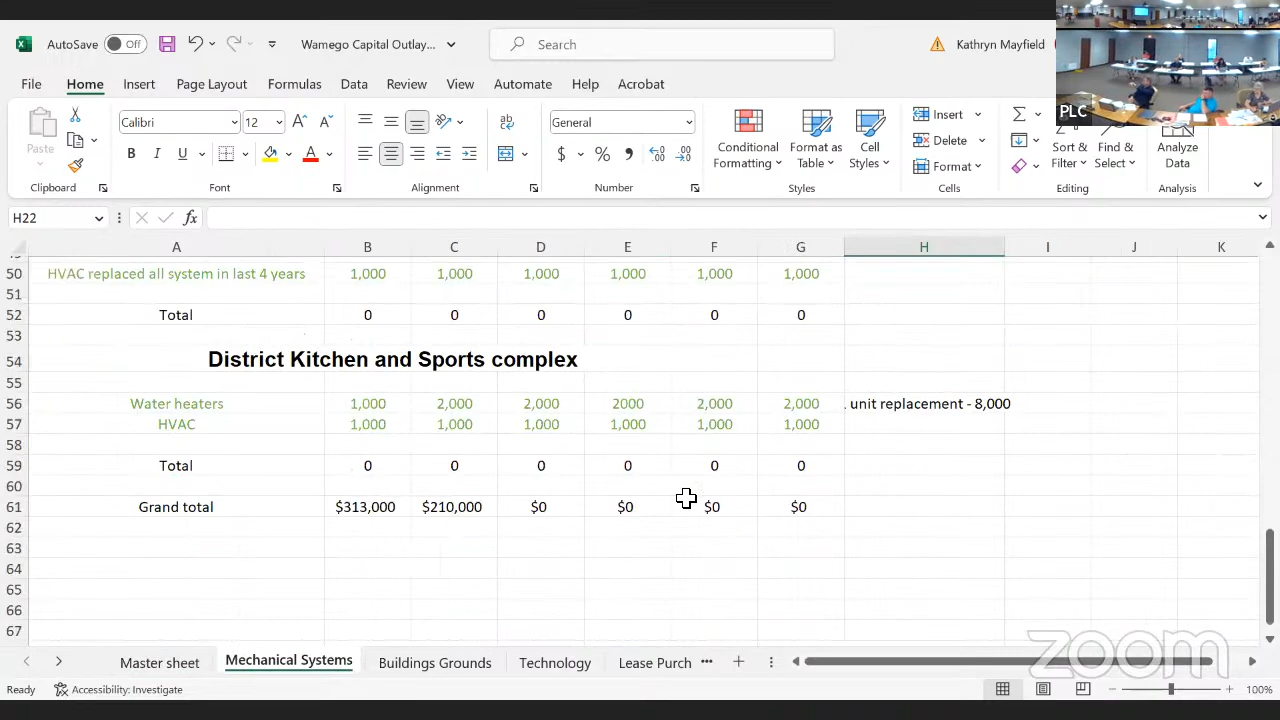 AutoSave Off Wamego Capital Outlay... Search Kathryn Mayfield
PLC
File Home Insert Page Layout Formulas Data Review View Automate Help Acrobat
Paste Calibri 12 General Conditional Formatting Format as Table Cell Styles Insert Delete Format Sort & Filter Find & Select Analyze Data
Clipboard Font Alignment Number Styles Cells Editing Analysis
H22 fx
A B C D E F G H I J K
50 HVAC replaced all system in last 4 years 1,000 1,000 1,000 1,000 1,000 1,000
51
52 Total 0 0 0 0 0 0
53
54 District Kitchen and Sports complex
55
56 Water heaters 1,000 2,000 2,000 2000 2,000 2,000 unit replacement - 8,000
57 HVAC 1,000 1,000 1,000 1,000 1,000 1,000
58
59 Total 0 0 0 0 0 0
60
61 Grand total $313,000 $210,000 $0 $0 $0 $0
62
63
64
65
66
67
zoom
Master sheet Mechanical Systems Buildings Grounds Technology Lease Purch ...
Ready Accessibility: Investigate 100%